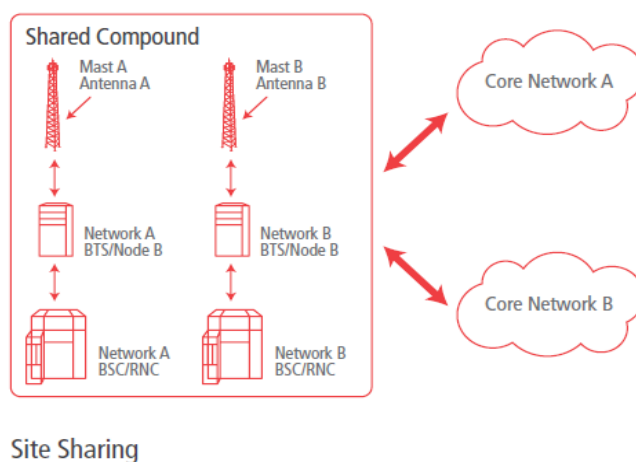 Shared Compound
Mast A
Antenna A
Mast B
Antenna B
Network A
BTS/Node B
Network B
BTS/Node B
Network A
BSC/RNC
Network B
BSC/RNC
Core Network A
Core Network B
Site Sharing